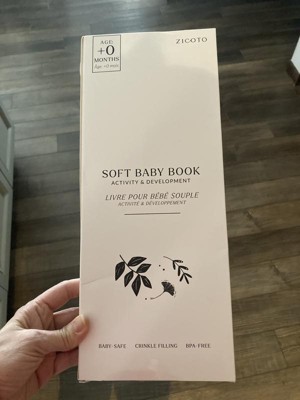 AGE:
+0
MONTHS
ZICOTO
SOFT BABY BOOK
ACTIVITY & DEVELOPMENT
LIVRE POUR BÉBÉ SOUPLE
ACTIVITÉ & DÉVELOPPEMENT
BABY-SAFE CRINKLE FILLING BPA-FREE